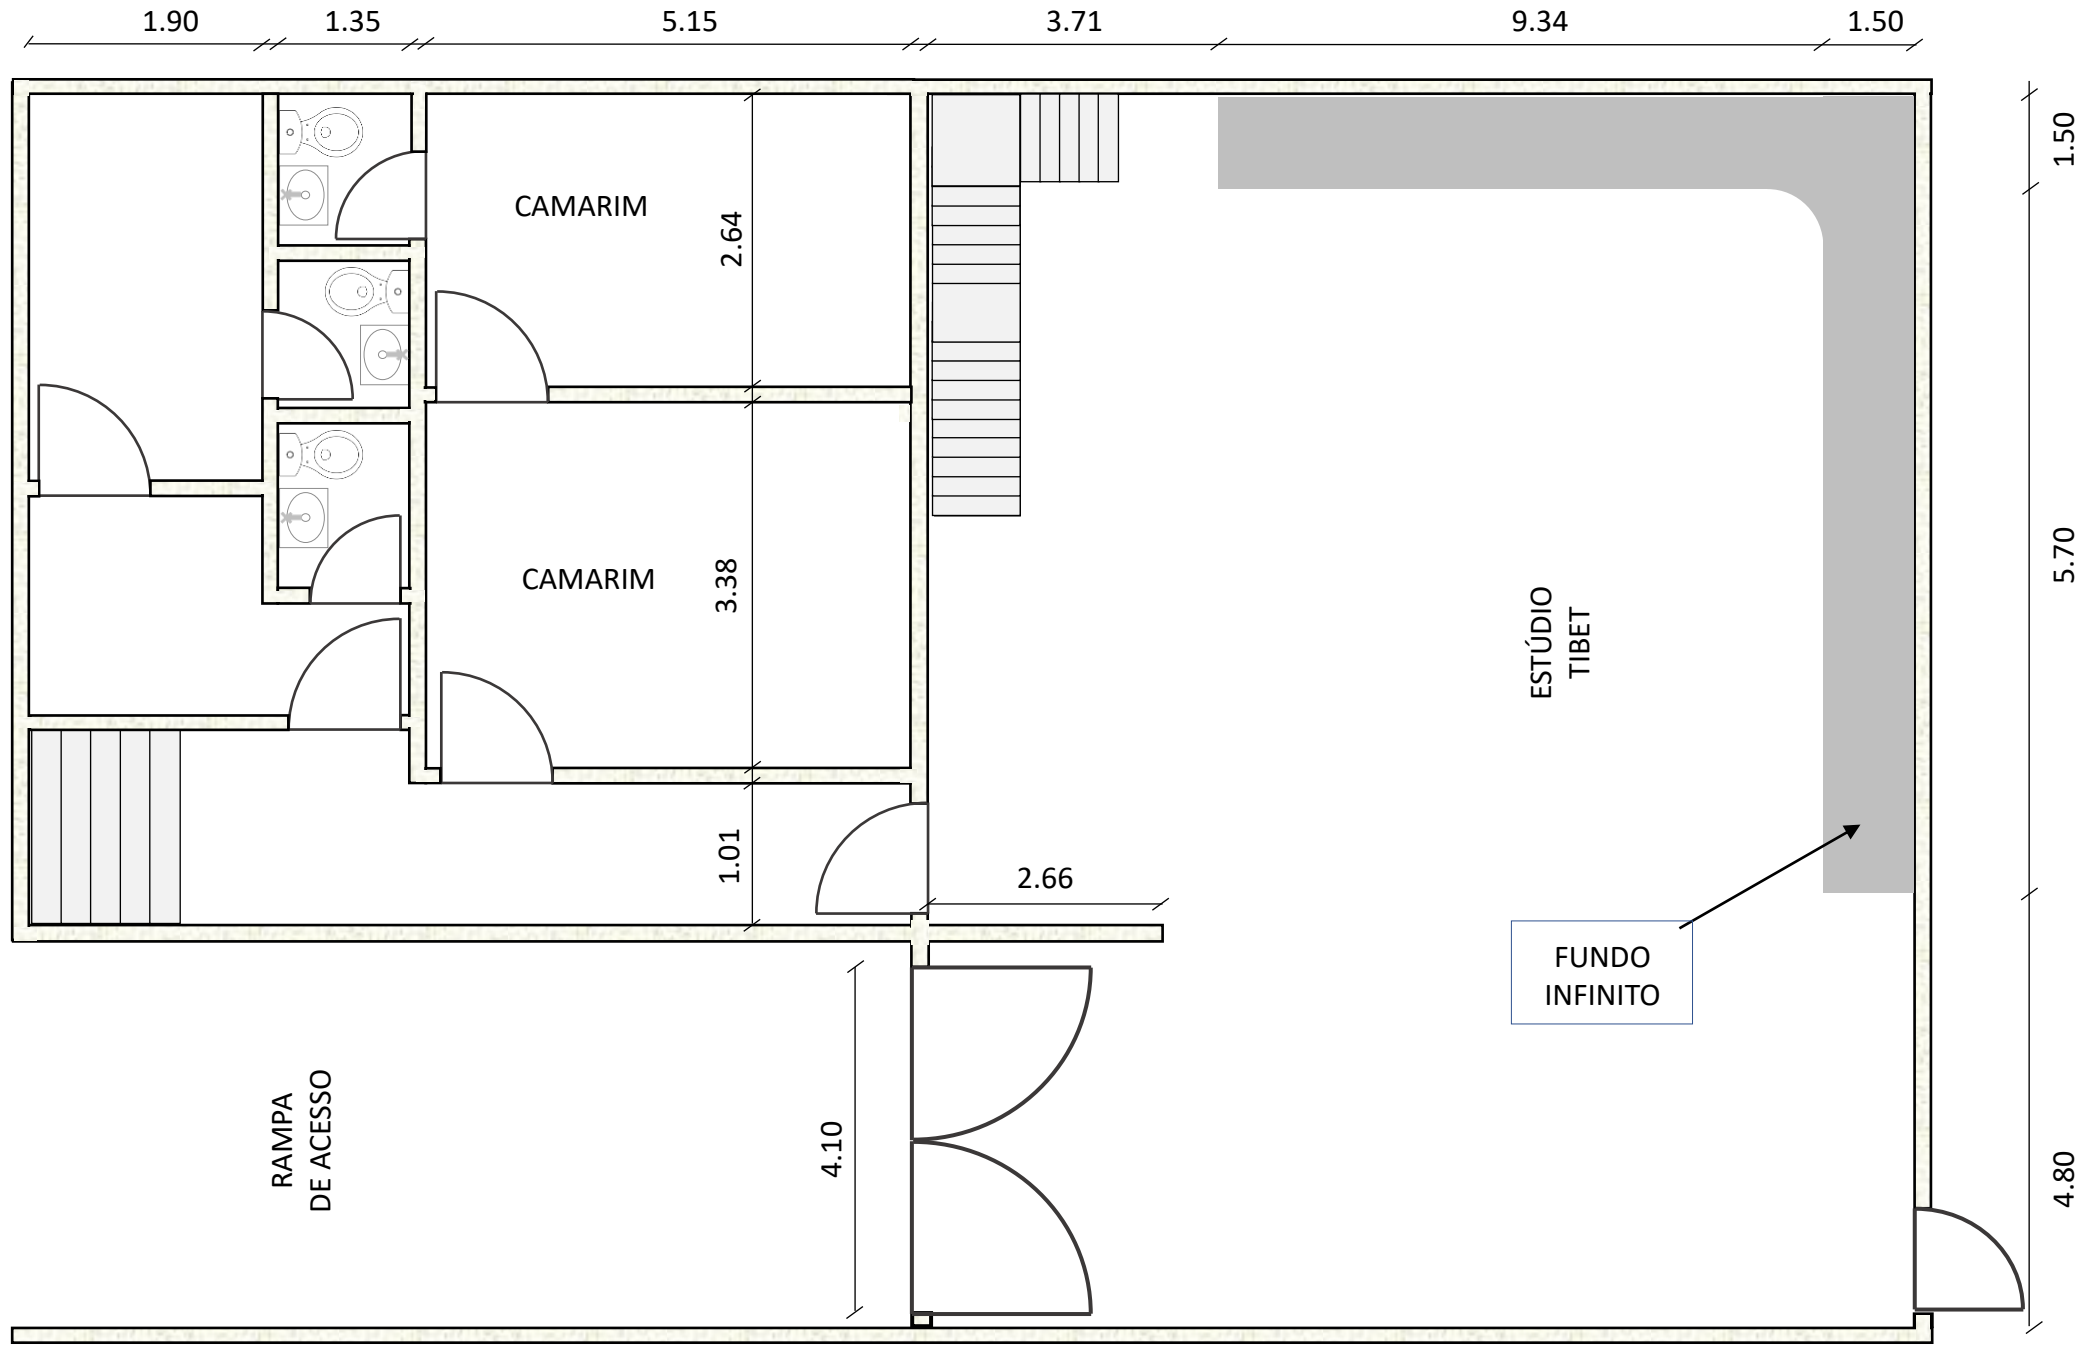 1.90
1.35
5.15
3.71
9.34
1.50
1.50
CAMARIM
2.64
CAMARIM
3.38
5.70
ESTÚDIO
TIBET
1.01
2.66
FUNDO
INFINITO
RAMPA
DE ACESSO
4.10
4.80